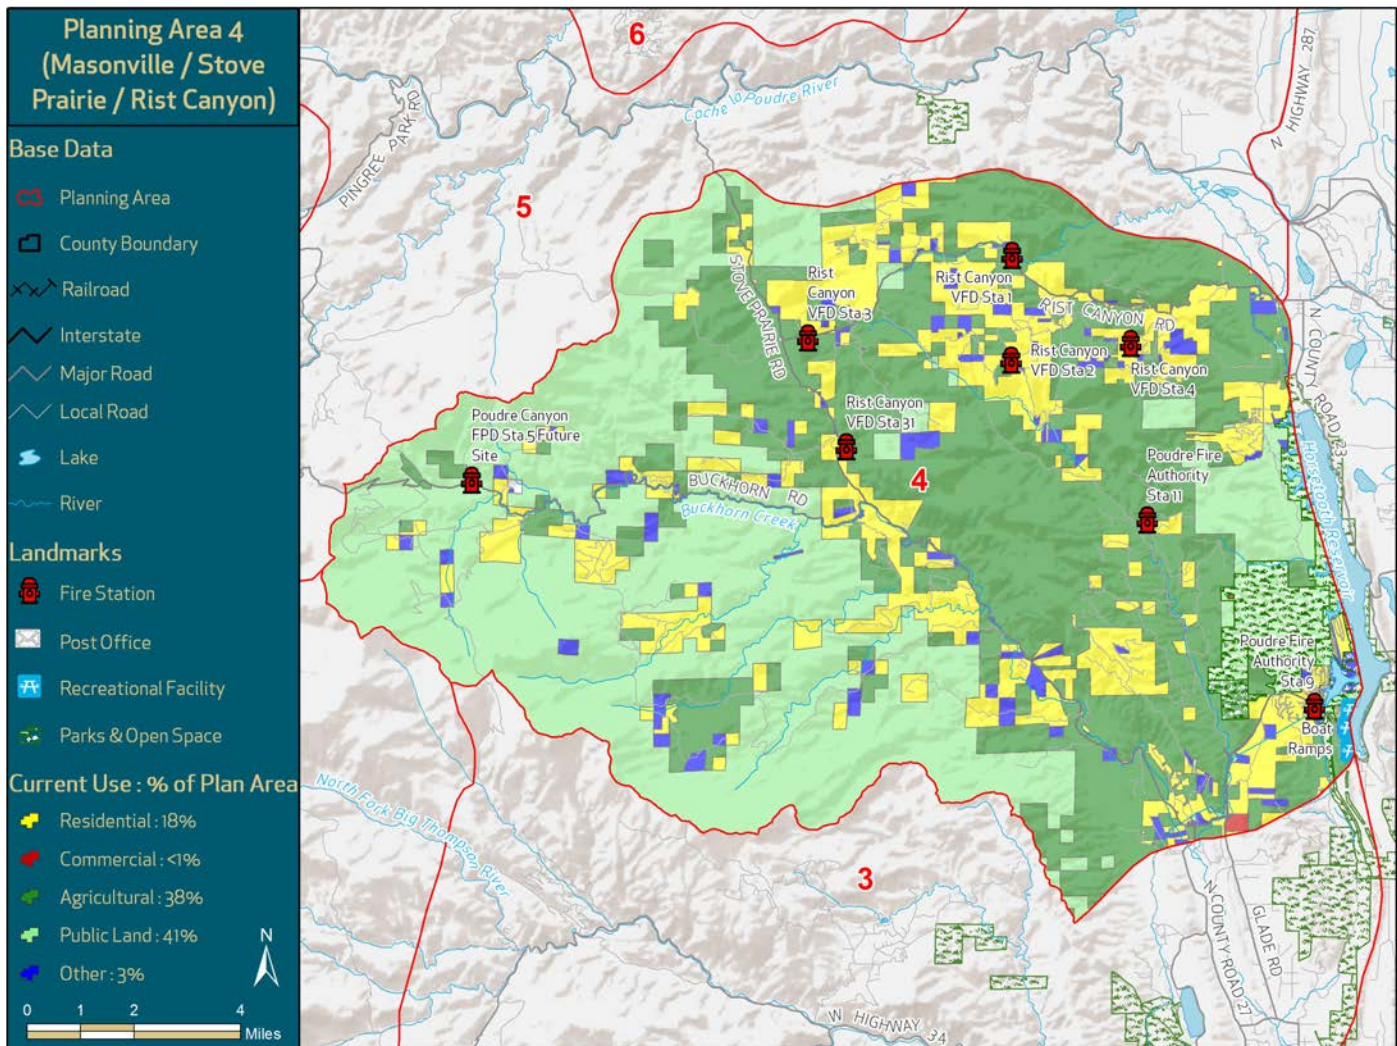 Planning Area 4
(Masonville / Stove
Prairie / Rist Canyon)
Base Data
Planning Area
County Boundary
Railroad
Interstate
Major Road
Local Road
Lake
River
Landmarks
Fire Station
Post Office
Recreational Facility
Parks & Open Space
Current Use : % of Plan Area
Residential : 18%
Commercial : <1%
Agricultural : 38%
Public Land : 41%
Other : 3%
N
0 1 2 4
Miles
6
N HIGHWAY 287
PINGREE PARK RD
Cache la Poudre River
5
STOVE PRAIRIE RD
Rist
Canyon
VFD Sta 3
Rist Canyon
VFD Sta 1
RIST CANYON RD
Rist Canyon
VFD Sta 2
Rist Canyon
VFD Sta 4
N COUNTY ROAD 23
Horsetooth Reservoir
Poudre Canyon
FPD Sta 5 Future
Site
Rist Canyon
VFD Sta 31
4
BUCKHORN RD
Buckhorn Creek
Poudre Fire
Authority
Sta 11
Poudre Fire
Authority
Sta 9
Boat
Ramps
North Fork Big Thompson River
3
N COUNTY ROAD 27
GLADE RD
W HIGHWAY 34